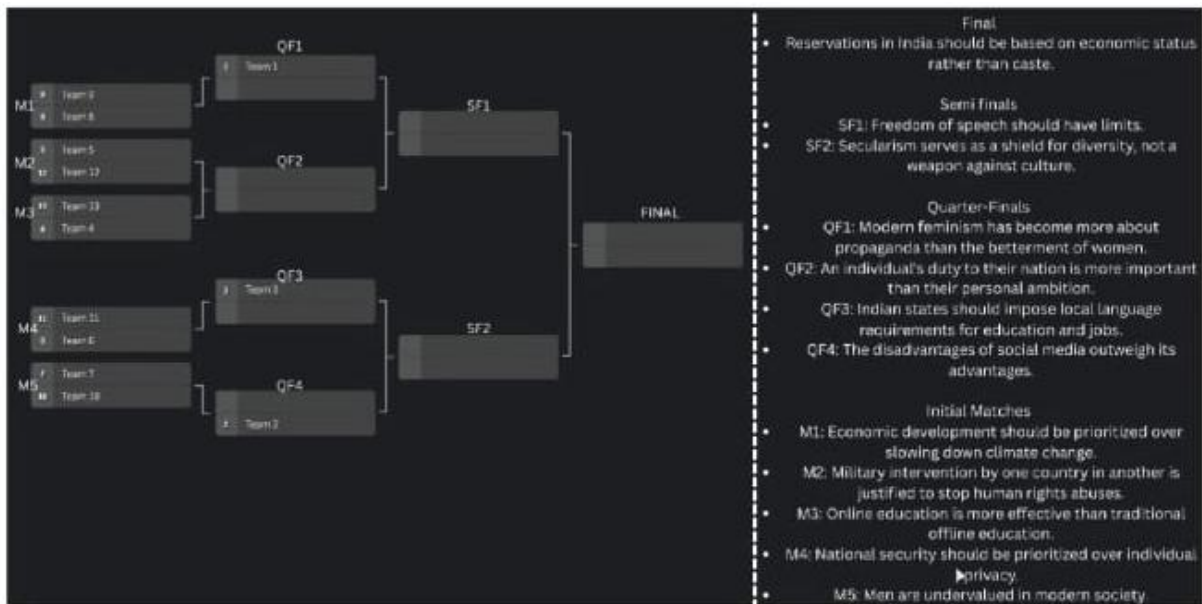 QF1
1 Team 1
M1
Team 8
SF1
M2
5 Team 5
12 Team 12
QF2
M3
13 Team 13
Team 4
FINAL
QF3
3 Team 3
M4
11 Team 11
Team 6
SF2
M5
7 Team 7
10 Team 10
QF4
2 Team 2
Final
• Reservations in India should be based on economic status
rather than caste.
Semi finals
• SF1: Freedom of speech should have limits.
• SF2: Secularism serves as a shield for diversity, not a
weapon against culture.
Quarter-Finals
• QF1: Modern feminism has become more about
propaganda than the betterment of women.
• QF2: An individual's duty to their nation is more important
than their personal ambition.
• QF3: Indian states should impose local language
requirements for education and jobs.
• QF4: The disadvantages of social media outweigh its
advantages.
Initial Matches
• M1: Economic development should be prioritized over
slowing down climate change.
• M2: Military intervention by one country in another is
justified to stop human rights abuses.
• M3: Online education is more effective than traditional
offline education.
• M4: National security should be prioritized over individual
privacy.
• M5: Men are undervalued in modern society.